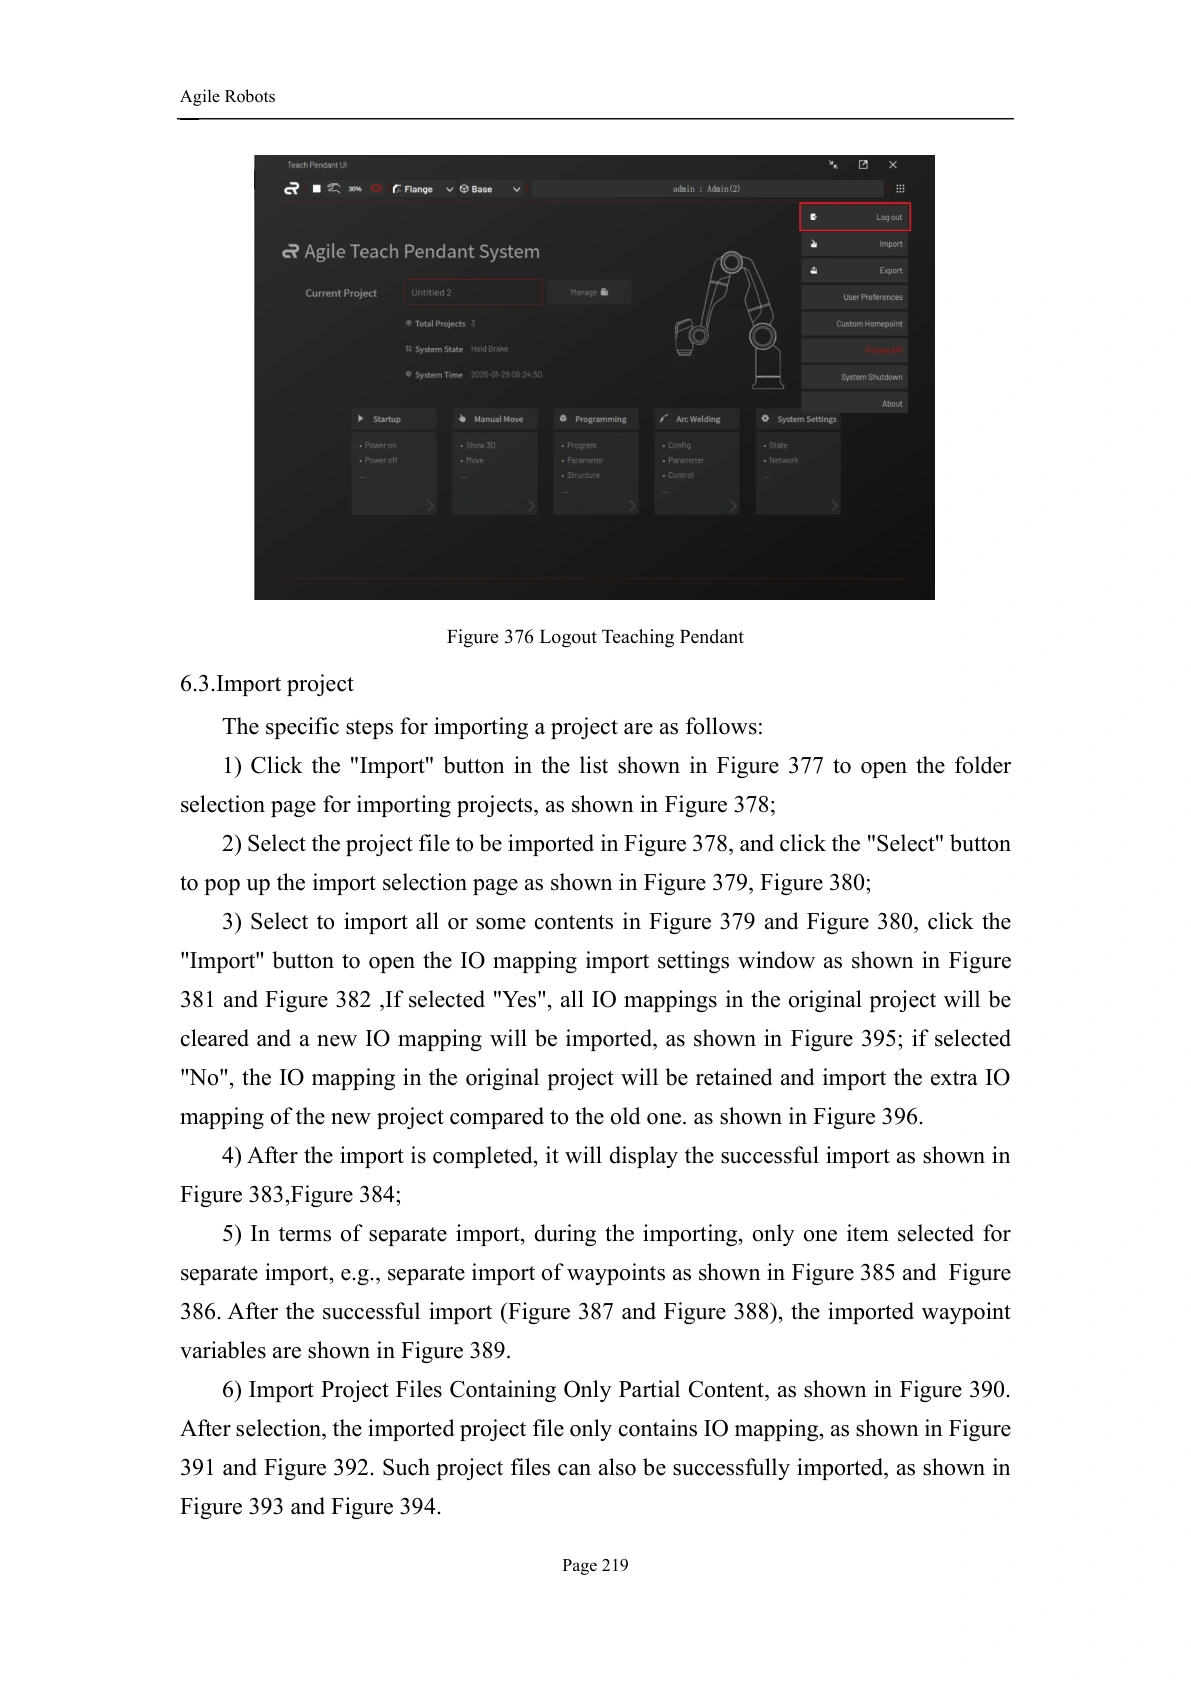 Agile Robots
Teach Pendant UI
30%
Flange
Base
admin : Admin(2)
Log out
Import
Export
User Preferences
Custom Homepoint
System Shutdown
About
Agile Teach Pendant System
Current Project
Untitled 2
Manage
Total Projects 3
System State Hold Brake
System Time 2026-01-28 09:24:50
Startup
• Power on
• Power off
...
Manual Move
• Show 3D
• Move
...
Programming
• Program
• Parameter
• Structure
...
Arc Welding
• Config
• Parameter
• Control
...
System Settings
• State
• Network
...
Figure 376 Logout Teaching Pendant
6.3.Import project
The specific steps for importing a project are as follows:
1) Click the "Import" button in the list shown in Figure 377 to open the folder
selection page for importing projects, as shown in Figure 378;
2) Select the project file to be imported in Figure 378, and click the "Select" button
to pop up the import selection page as shown in Figure 379, Figure 380;
3) Select to import all or some contents in Figure 379 and Figure 380, click the
"Import" button to open the IO mapping import settings window as shown in Figure
381 and Figure 382 ,If selected "Yes", all IO mappings in the original project will be
cleared and a new IO mapping will be imported, as shown in Figure 395; if selected
"No", the IO mapping in the original project will be retained and import the extra IO
mapping of the new project compared to the old one. as shown in Figure 396.
4) After the import is completed, it will display the successful import as shown in
Figure 383,Figure 384;
5) In terms of separate import, during the importing, only one item selected for
separate import, e.g., separate import of waypoints as shown in Figure 385 and  Figure
386. After the successful import (Figure 387 and Figure 388), the imported waypoint
variables are shown in Figure 389.
6) Import Project Files Containing Only Partial Content, as shown in Figure 390.
After selection, the imported project file only contains IO mapping, as shown in Figure
391 and Figure 392. Such project files can also be successfully imported, as shown in
Figure 393 and Figure 394.
Page 219